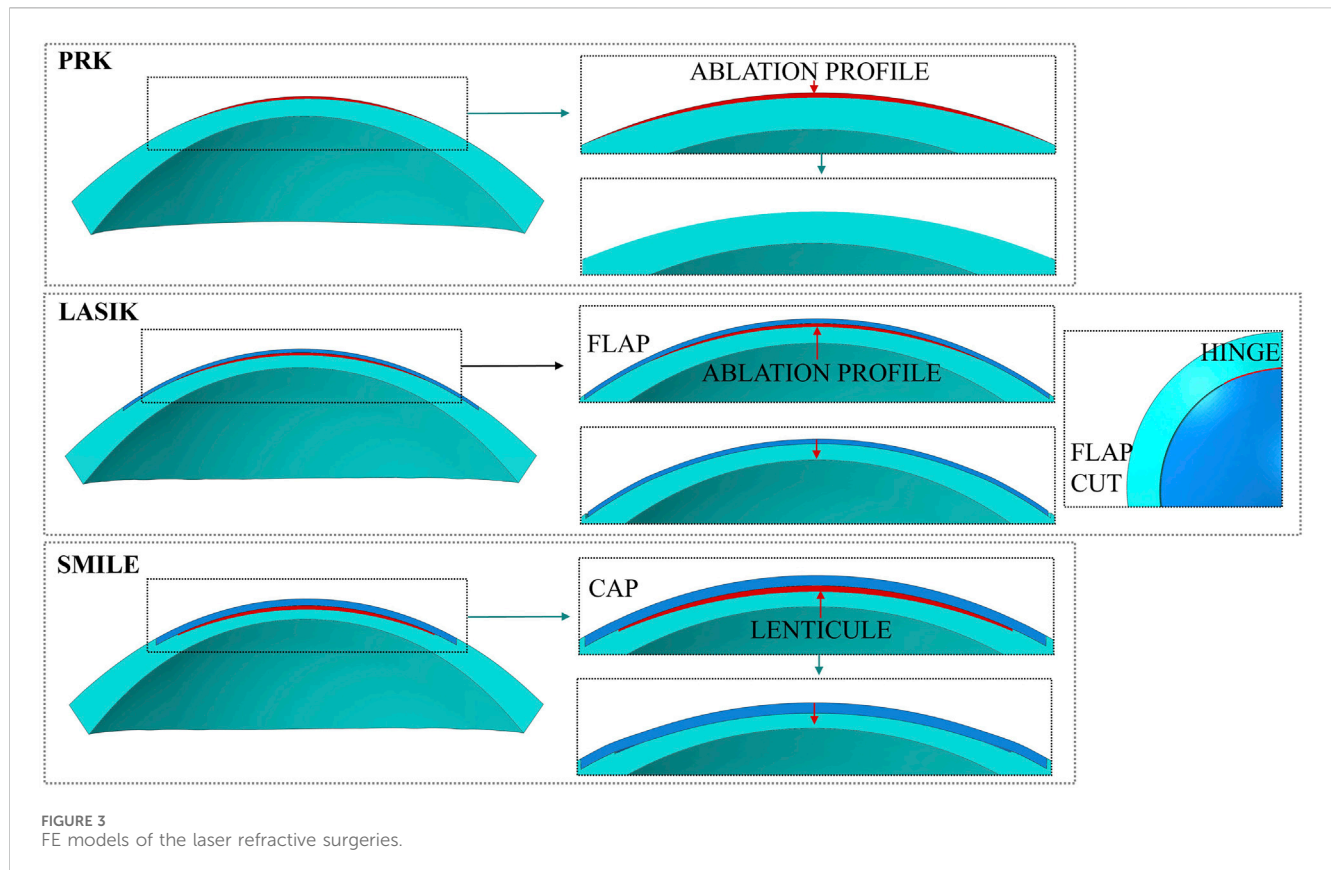 PRK
ABLATION PROFILE
LASIK
FLAP
ABLATION PROFILE
HINGE
FLAP
CUT
SMILE
CAP
LENTICULE
FIGURE 3
FE models of the laser refractive surgeries.